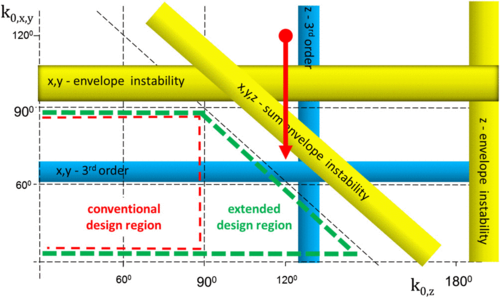 k0,x,y
120⁰
z - 3rd order
x,y - envelope instability
x,y,z - sum envelope instability
z - envelope instability
90⁰
x,y - 3rd order
60⁰
conventional
design region
extended
design region
60⁰
90⁰
120⁰
k0,z
180⁰